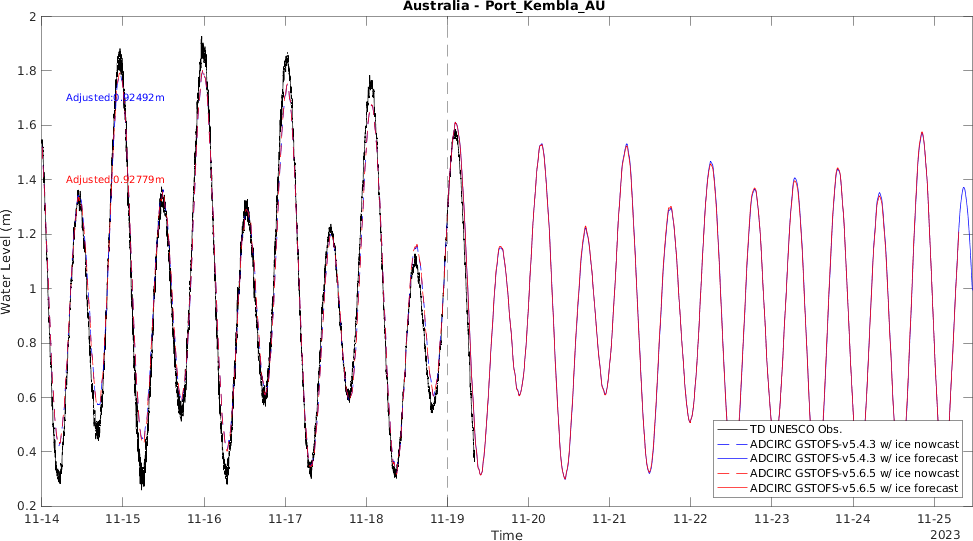 Australia - Port_Kembla_AU
Water Level (m)
2
1.8
1.6
1.4
1.2
1
0.8
0.6
0.4
0.2
Adjusted:0.92492m
Adjusted:0.92779m
TD UNESCO Obs.
ADCIRC GSTOFS-v5.4.3 w/ ice nowcast
ADCIRC GSTOFS-v5.4.3 w/ ice forecast
ADCIRC GSTOFS-v5.6.5 w/ ice nowcast
ADCIRC GSTOFS-v5.6.5 w/ ice forecast
11-14 11-15 11-16 11-17 11-18 11-19 11-20 11-21 11-22 11-23 11-24 11-25
Time
2023